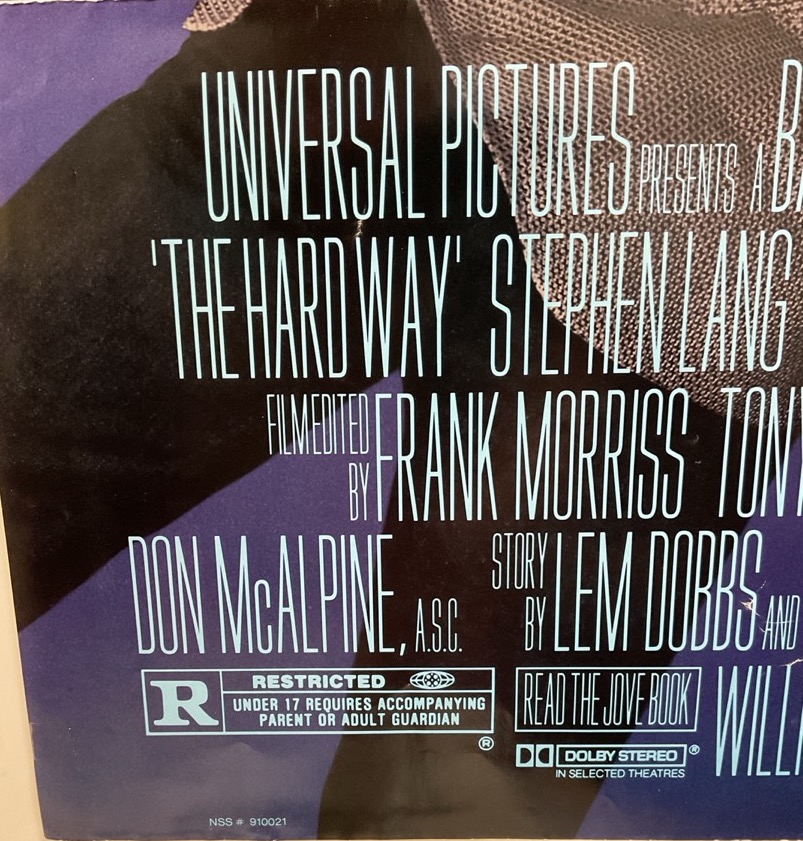 UNIVERSAL PICTURES PRESENTS A
'THE HARD WAY' STEPHEN LANG
FILM EDITED BY FRANK MORRISS
DON McALPINE, A.S.C. STORY BY LEM DOBBS AND
R RESTRICTED
UNDER 17 REQUIRES ACCOMPANYING
PARENT OR ADULT GUARDIAN
®
READ THE JOVE BOOK
DOLBY STEREO ®
IN SELECTED THEATRES
NSS # 910021